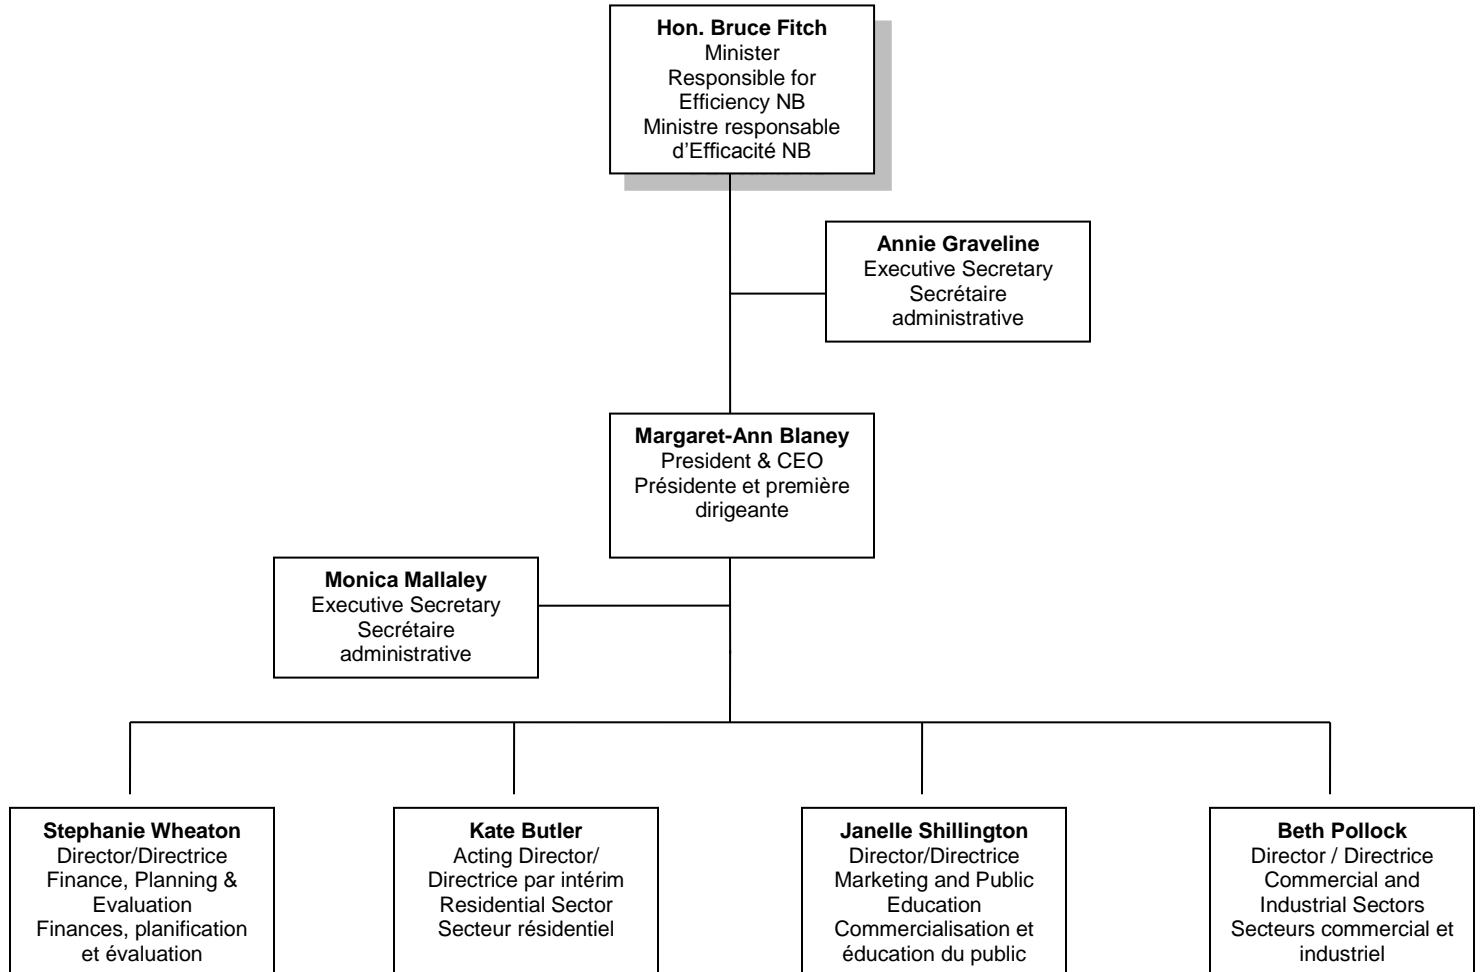 Hon. Bruce Fitch
Minister
Responsible for
Efficiency NB
Ministre responsable
d’Efficacité NB
Annie Graveline
Executive Secretary
Secrétaire
administrative
Margaret-Ann Blaney
President & CEO
Présidente et première
dirigeante
Monica Mallaley
Executive Secretary
Secrétaire
administrative
Stephanie Wheaton
Director/Directrice
Finance, Planning &
Evaluation
Finances, planification
et évaluation
Kate Butler
Acting Director/
Directrice par intérim
Residential Sector
Secteur résidentiel
Janelle Shillington
Director/Directrice
Marketing and Public
Education
Commercialisation et
éducation du public
Beth Pollock
Director / Directrice
Commercial and
Industrial Sectors
Secteurs commercial et
industriel